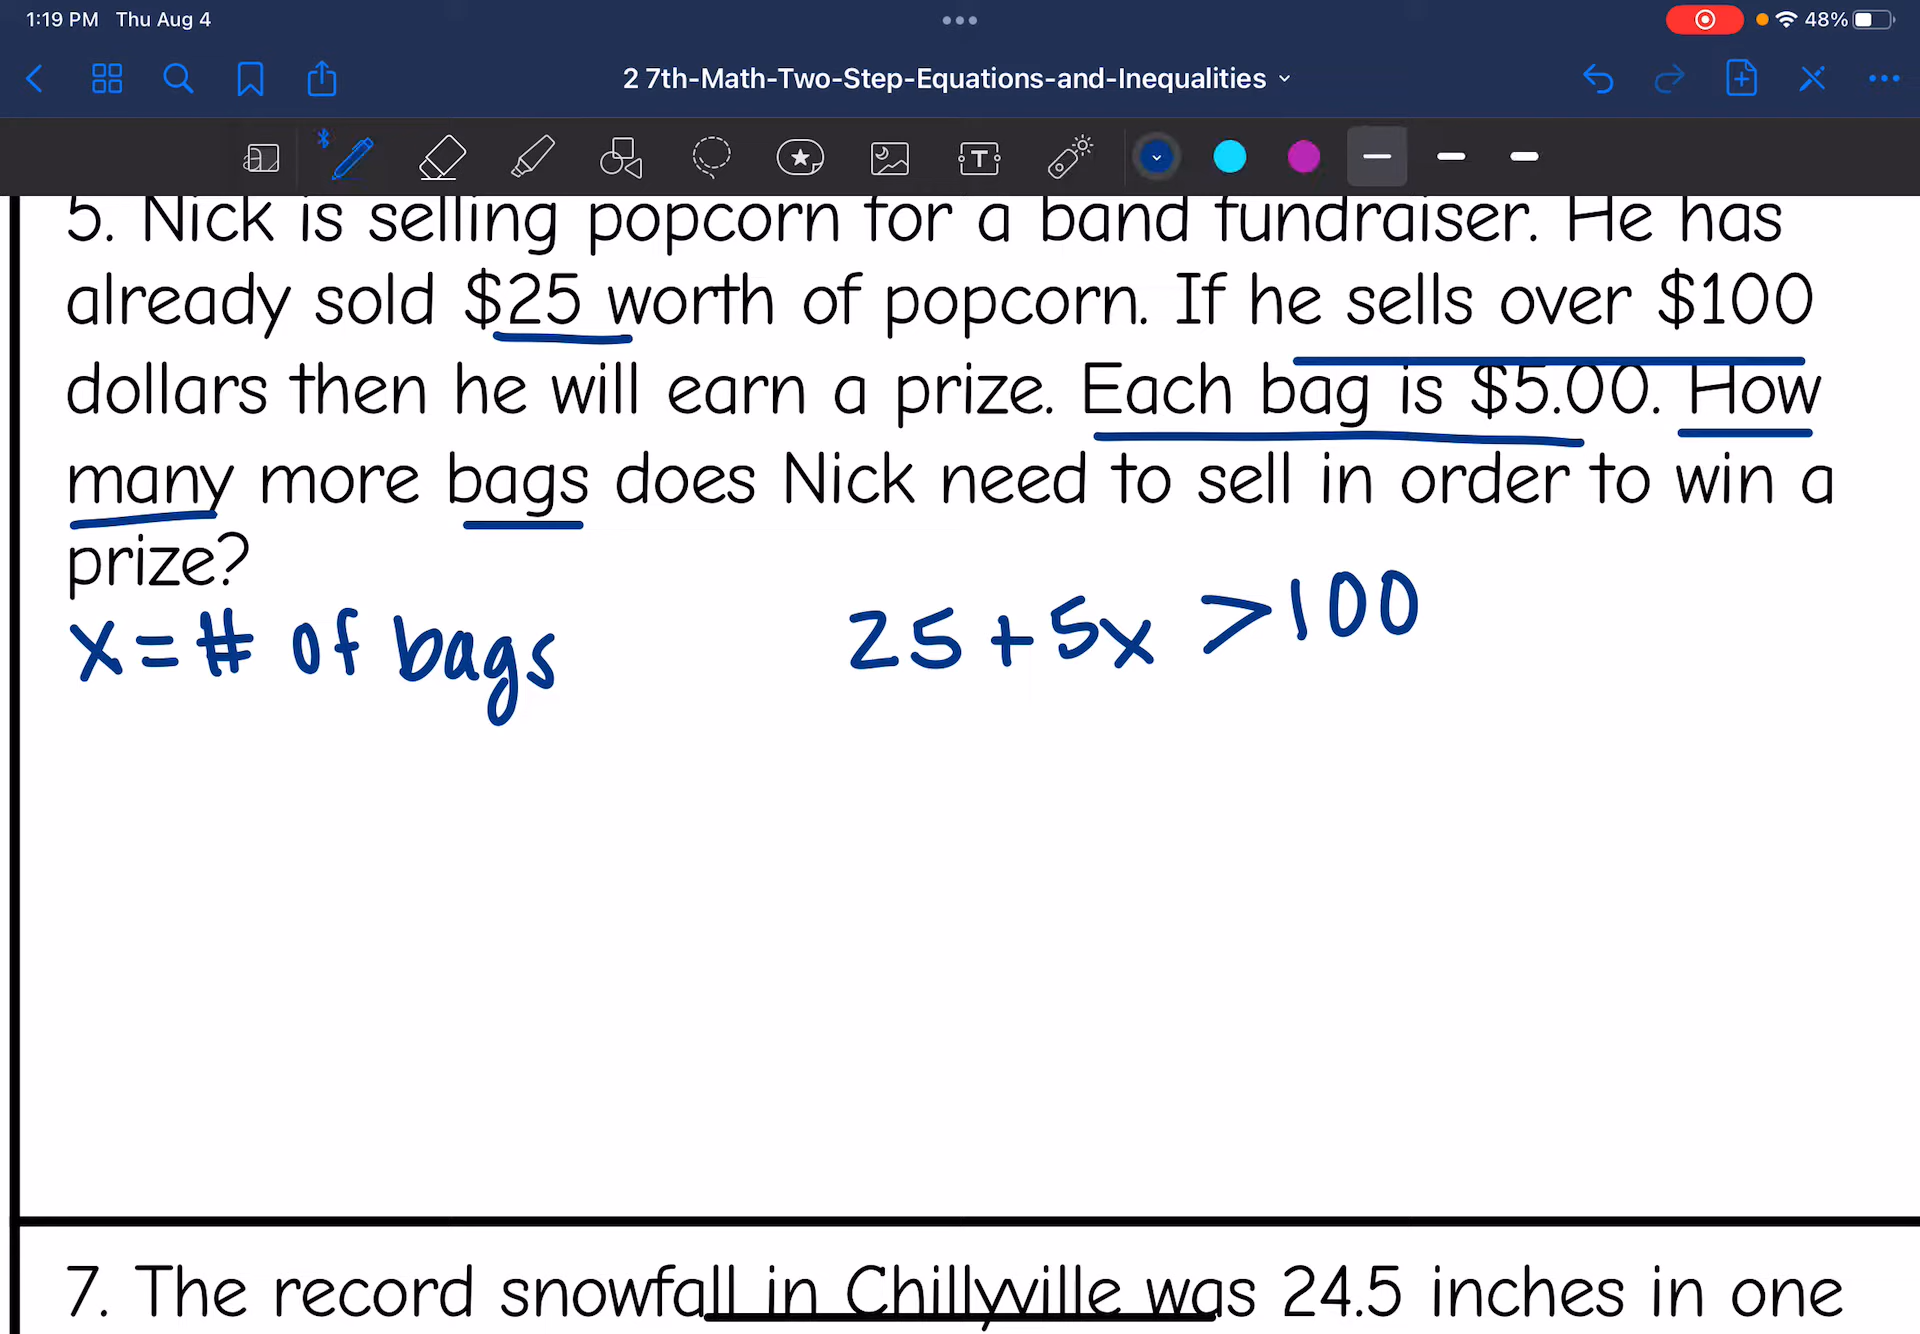 1:19 PM Thu Aug 4
48%
2 7th-Math-Two-Step-Equations-and-Inequalities
5. Nick is selling popcorn for a band fundraiser. He has
already sold $25 worth of popcorn. If he sells over $100
dollars then he will earn a prize. Each bag is $5.00. How
many more bags does Nick need to sell in order to win a
prize?
x = # of bags
25 + 5x > 100
7. The record snowfall in Chillyville was 24.5 inches in one